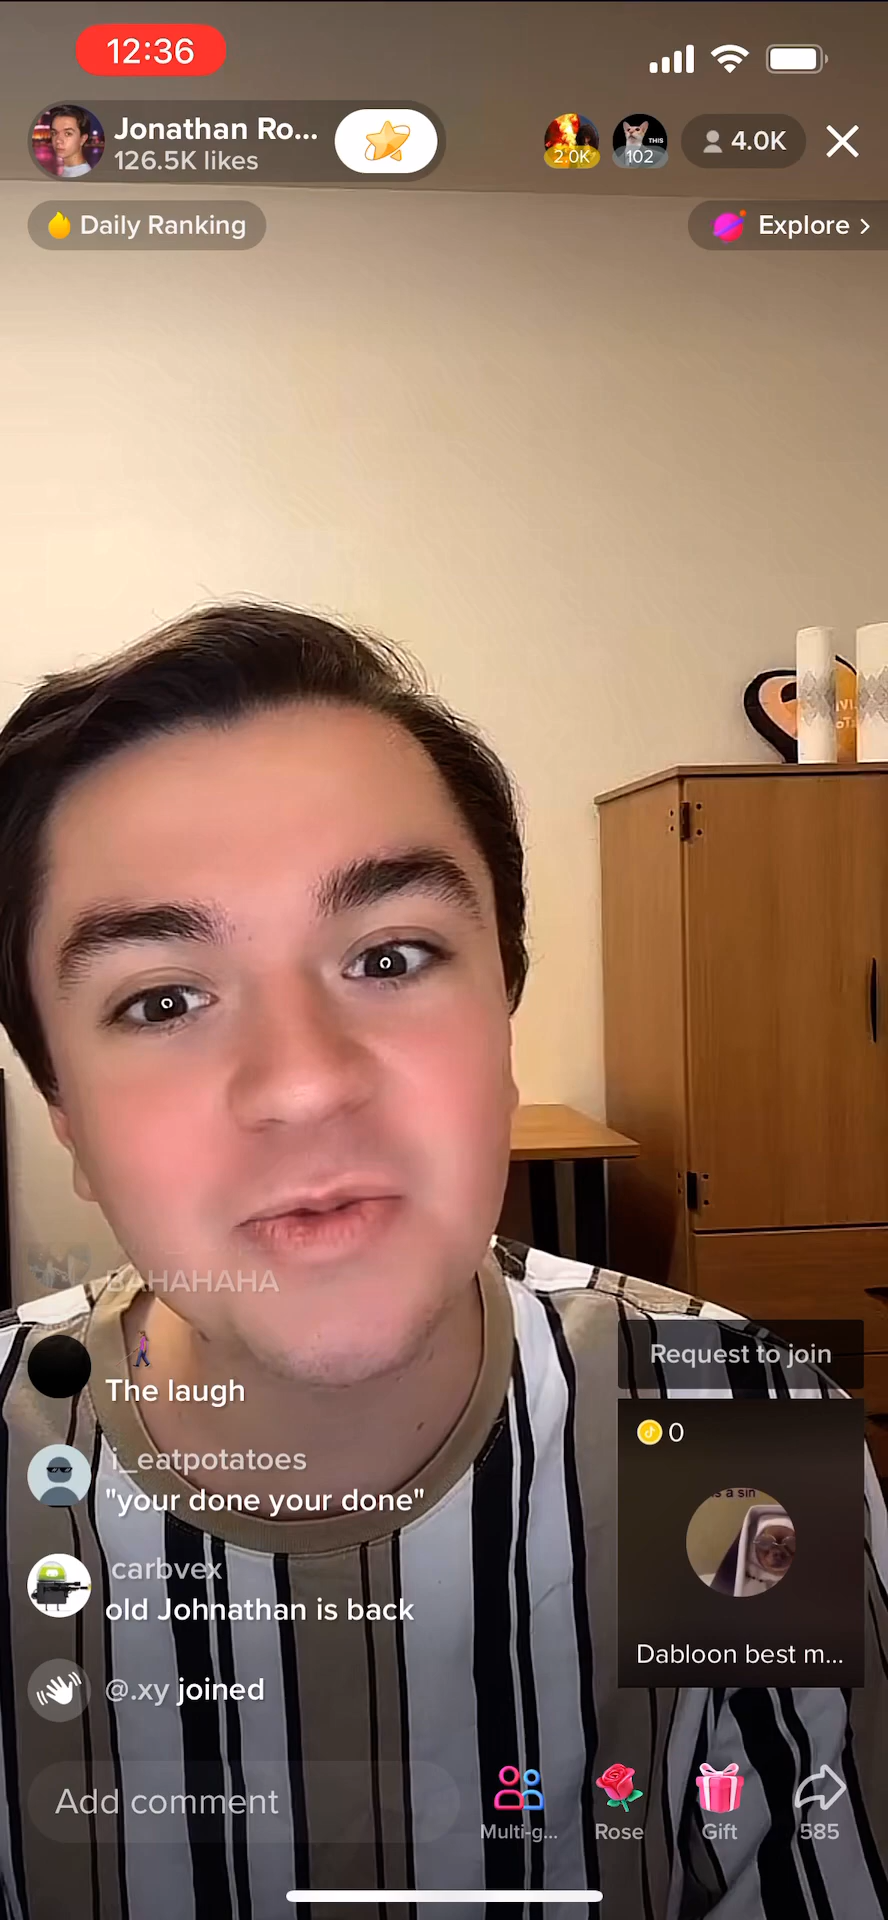 12:36
Jonathan Ro...
126.5K likes
2.0K
102
THIS
4.0K
Daily Ranking
Explore >
BAHAHAHA
The laugh
i_eatpotatoes
"your done your done"
carbvex
old Johnathan is back
@.xy joined
Request to join
0
s a sin
Dabloon best m...
Add comment
Multi-g...
Rose
Gift
585